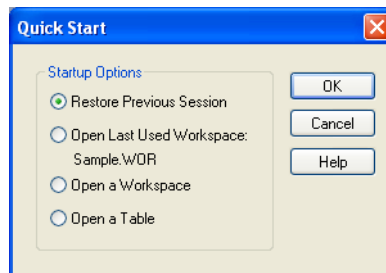 Quick Start
Startup Options
Restore Previous Session
Open Last Used Workspace:
Sample.WOR
Open a Workspace
Open a Table
OK
Cancel
Help